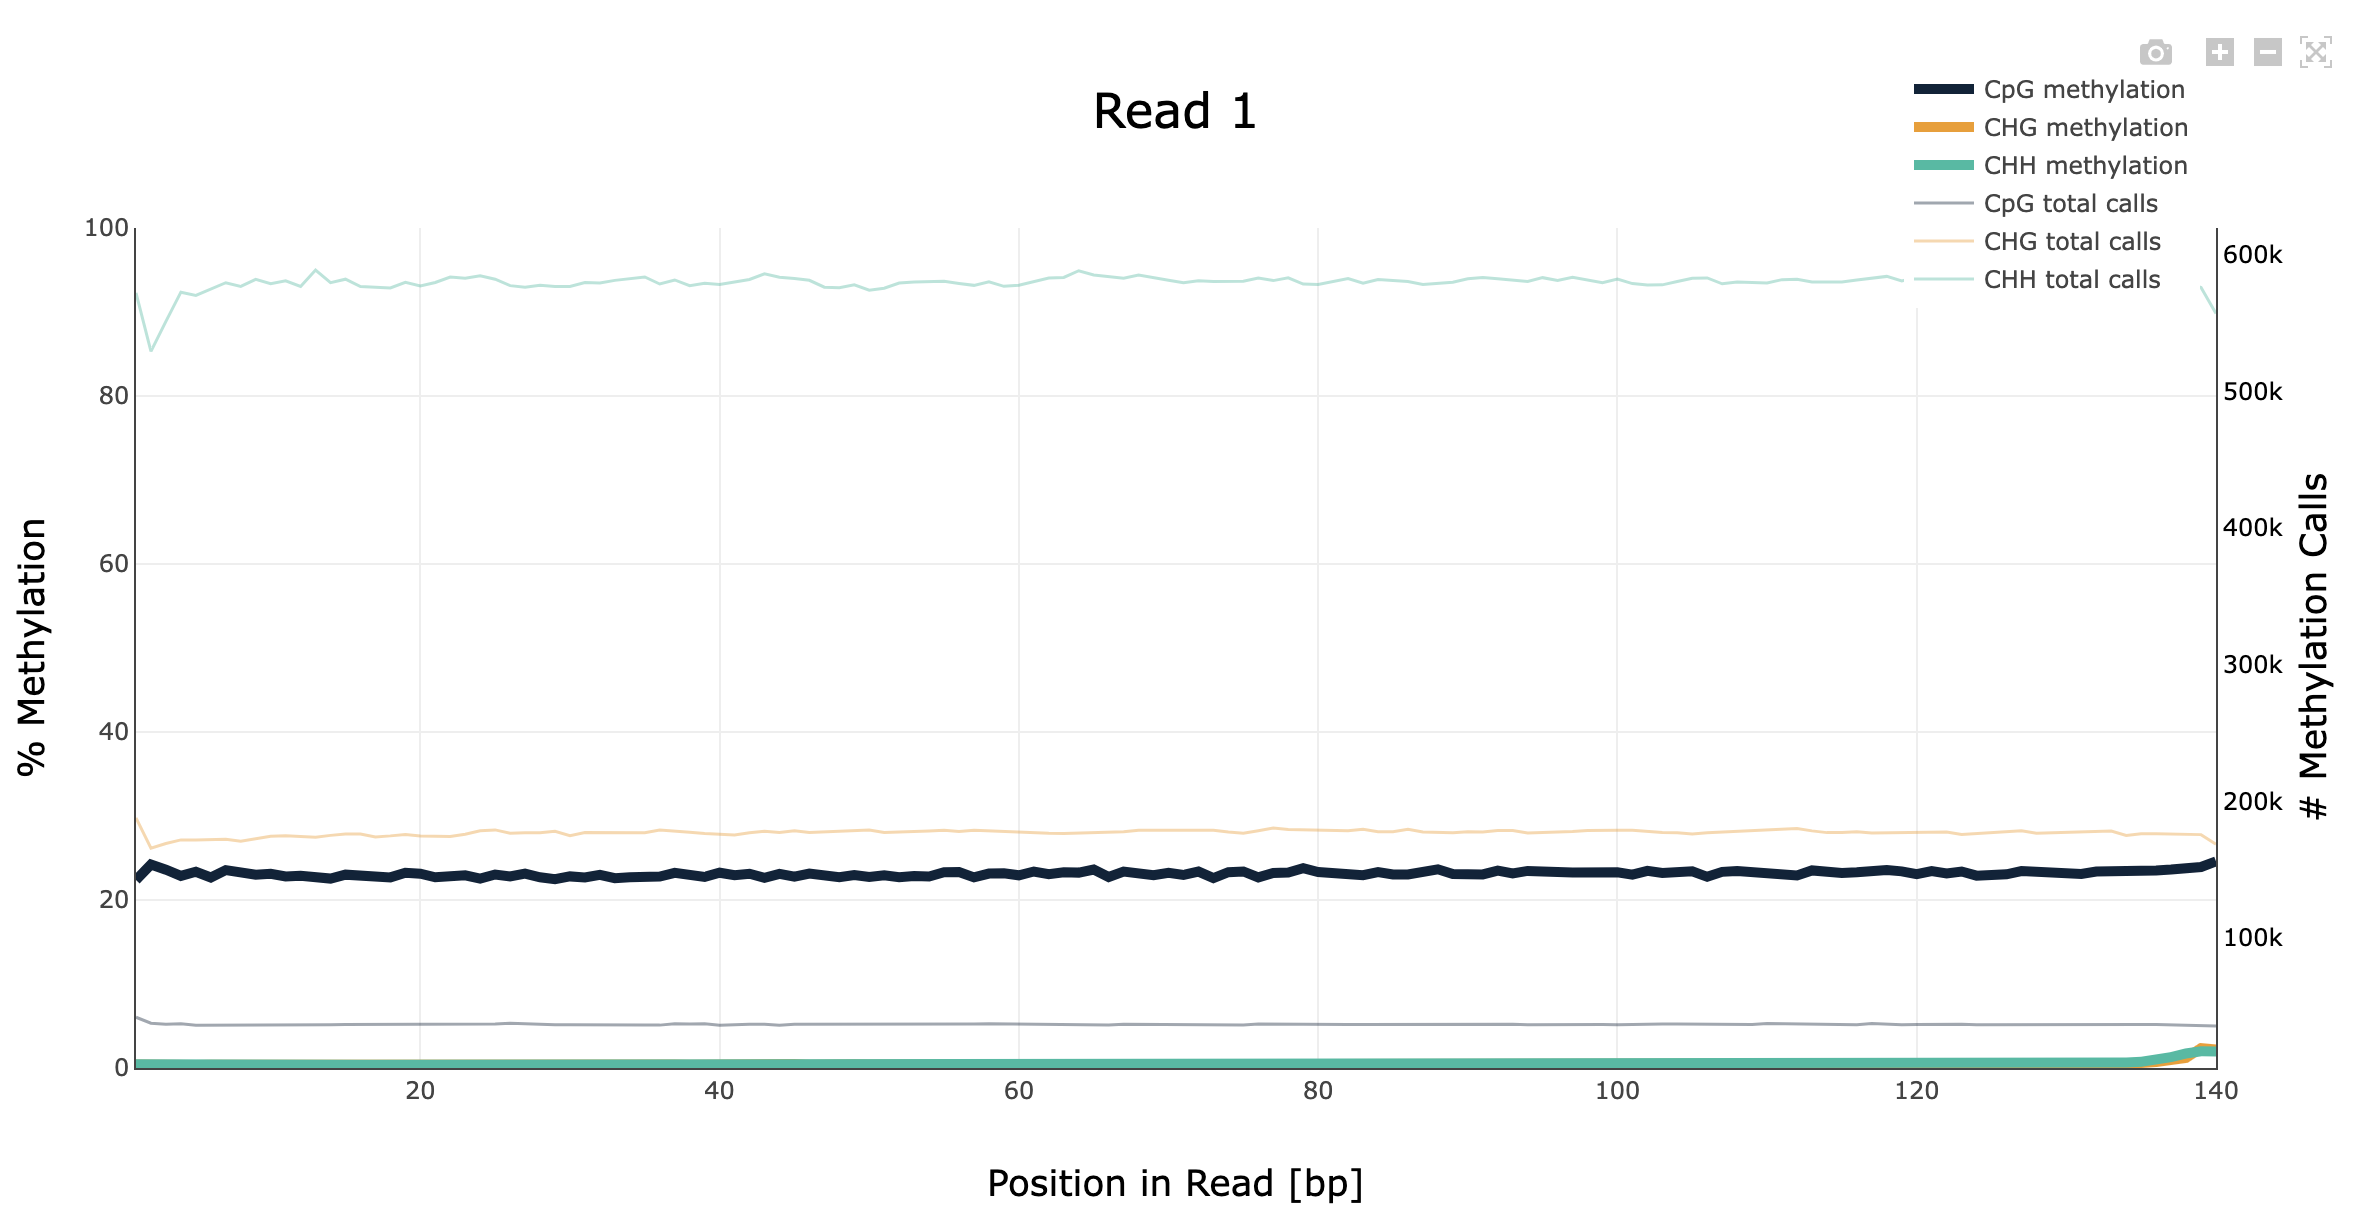 Read 1
CpG methylation
CHG methylation
CHH methylation
CpG total calls
CHG total calls
CHH total calls
100
80
60
40
20
0
% Methylation
600k
500k
400k
300k
200k
100k
# Methylation Calls
20 40 60 80 100 120 140
Position in Read [bp]